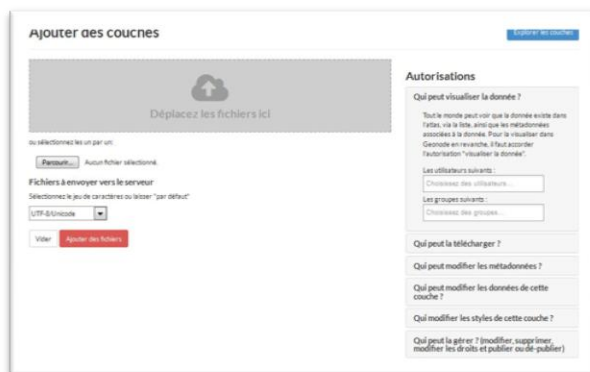 Ajouter des couches
Explorer les couches
Déplacez les fichiers ici
ou sélectionnez les un par un:
Parcourir... Aucun fichier sélectionné.
Fichiers à envoyer vers le serveur
Sélectionnez le jeu de caractères ou laisser "par défaut"
UTF-8/Unicode
Vider Ajouter des fichiers
Autorisations
Qui peut visualiser la donnée ?
Tout le monde peut voir que la donnée existe dans
l'atlas, via la liste, ainsi que les métadonnées
associées à la donnée. Pour la visualiser dans
Geonode en revanche, il faut accorder
l'autorisation "visualiser la donnée".
Les utilisateurs suivants :
Choisissez des utilisateurs...
Les groupes suivants :
Choisissez des groupes...
Qui peut la télécharger ?
Qui peut modifier les métadonnées ?
Qui peut modifier les données de cette
couche ?
Qui modifier les styles de cette couche ?
Qui peut la gérer ? (modifier, supprimer,
modifier les droits et publier ou dé-publier)